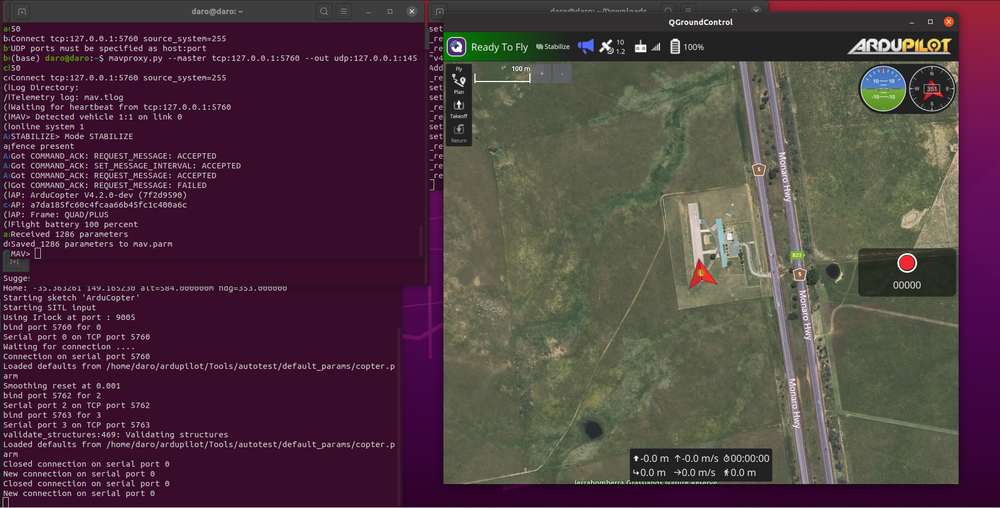 daro@daro: ~
50
Connect tcp:127.0.0.1:5760 source_system=255
UDP ports must be specified as host:port
(base) daro@daro:~$ mavproxy.py --master tcp:127.0.0.1:5760 --out udp:127.0.0.1:145
50
Connect tcp:127.0.0.1:5760 source_system=255
Log Directory:
Telemetry log: mav.tlog
Waiting for heartbeat from tcp:127.0.0.1:5760
MAV> Detected vehicle 1:1 on link 0
online system 1
STABILIZE> Mode STABILIZE
fence present
Got COMMAND_ACK: REQUEST_MESSAGE: ACCEPTED
Got COMMAND_ACK: SET_MESSAGE_INTERVAL: ACCEPTED
Got COMMAND_ACK: REQUEST_MESSAGE: ACCEPTED
Got COMMAND_ACK: REQUEST_MESSAGE: FAILED
AP: ArduCopter V4.2.0-dev (7f2d9590)
AP: a7da185fc60c4fcaa66b45fc1c400a6c
AP: Frame: QUAD/PLUS
Flight battery 100 percent
Received 1286 parameters
Saved 1286 parameters to mav.parm
MAV>
Sugges
Home: -35.363261 149.165230 alt=584.000000m hdg=353.000000
Starting sketch 'ArduCopter'
Starting SITL input
Using Irlock at port : 9005
bind port 5760 for 0
Serial port 0 on TCP port 5760
Waiting for connection ....
Connection on serial port 5760
Loaded defaults from /home/daro/ardupilot/Tools/autotest/default_params/copter.p
arm
Smoothing reset at 0.001
bind port 5762 for 2
Serial port 2 on TCP port 5762
bind port 5763 for 3
Serial port 3 on TCP port 5763
validate_structures:469: Validating structures
Loaded defaults from /home/daro/ardupilot/Tools/autotest/default_params/copter.p
arm
Closed connection on serial port 0
New connection on serial port 0
Closed connection on serial port 0
New connection on serial port 0
daro@daro: ~/Downloads
set
_re
_re
"v4
Add
_re
set
set
_re
_re
set
set
_re
_re
_re
_re
QGroundControl
Ready To Fly
Stabilize
10
1.2
100%
ARDUPILOT
Fly
Plan
Takeoff
Return
100 m
+
-
10 10
-10 -10
N
W 351 E
S
5
Monaro Hwy
B23
5
Monaro Hwy
Monaro Hwy
L
00000
-0.0 m -0.0 m/s 00:00:00
0.0 m 0.0 m/s 0.0 m
Jerrabomberra Grasslands Nature Reserve